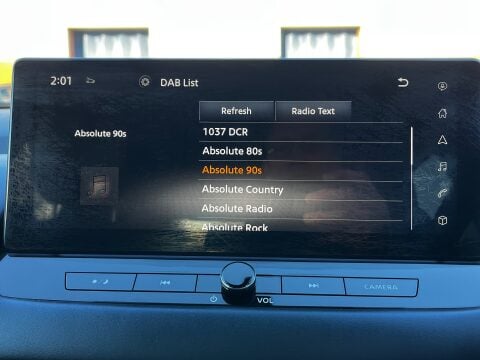 2:01 DAB List
Refresh Radio Text
Absolute 90s
1037 DCR
Absolute 80s
Absolute 90s
Absolute Country
Absolute Radio
Absolute Rock
VOL
CAMERA